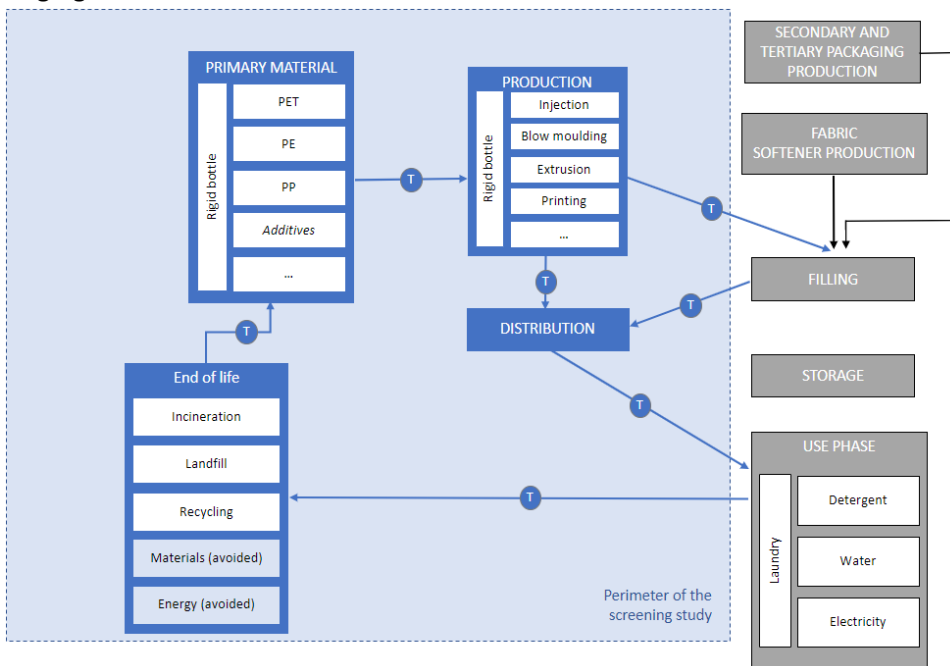 SECONDARY AND
TERTIARY PACKAGING
PRODUCTION
PRIMARY MATERIAL
Rigid bottle
PET
PE
PP
Additives
...
T
PRODUCTION
Rigid bottle
Injection
Blow moulding
Extrusion
Printing
...
T
FABRIC
SOFTENER PRODUCTION
FILLING
T
T
DISTRIBUTION
T
STORAGE
T
End of life
Incineration
Landfill
Recycling
Materials (avoided)
Energy (avoided)
T
USE PHASE
Laundry
Detergent
Water
Electricity
Perimeter of the
screening study